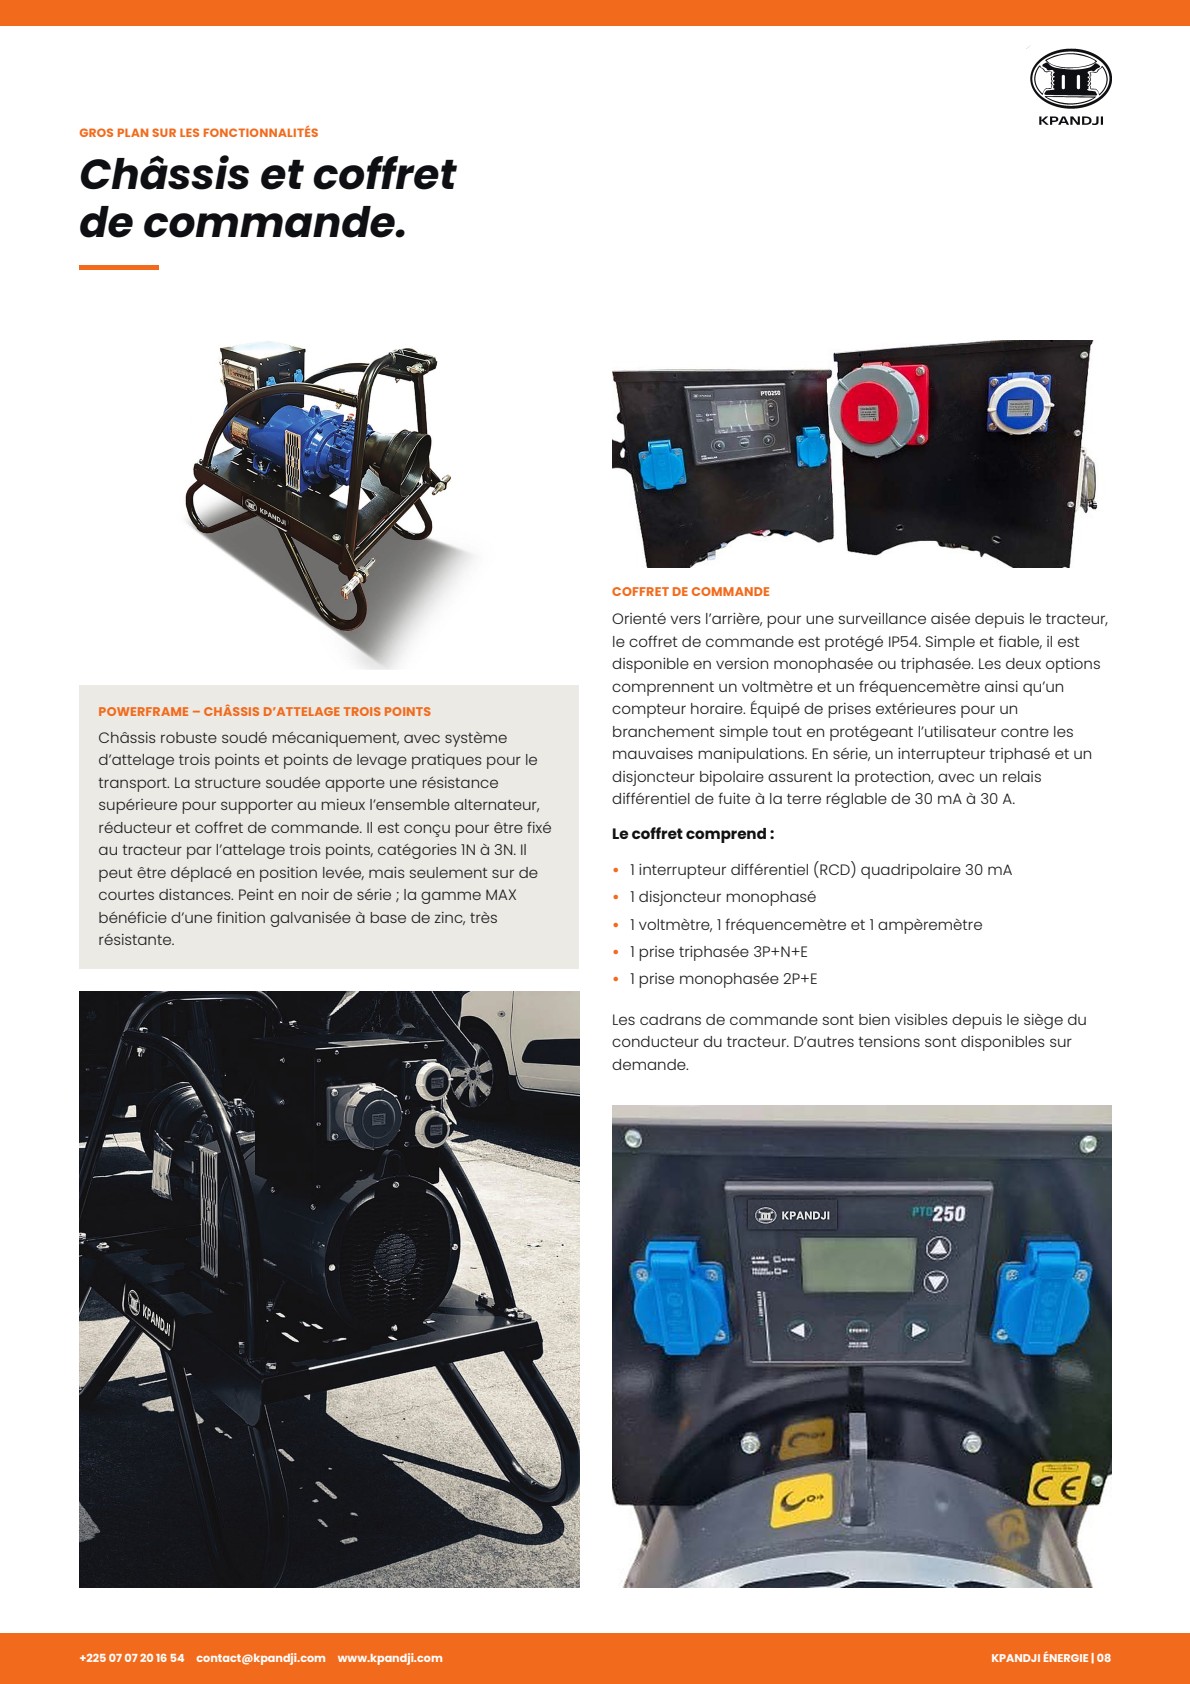 KPANDJI
GROS PLAN SUR LES FONCTIONNALITÉS
Châssis et coffret
de commande.
KPANDJI
PTO250
POWERFRAME – CHÂSSIS D’ATTELAGE TROIS POINTS
Châssis robuste soudé mécaniquement, avec système
d’attelage trois points et points de levage pratiques pour le
transport. La structure soudée apporte une résistance
supérieure pour supporter au mieux l’ensemble alternateur,
réducteur et coffret de commande. Il est conçu pour être fixé
au tracteur par l’attelage trois points, catégories 1N à 3N. Il
peut être déplacé en position levée, mais seulement sur de
courtes distances. Peint en noir de série ; la gamme MAX
bénéficie d’une finition galvanisée à base de zinc, très
résistante.
KPANDJI
COFFRET DE COMMANDE
Orienté vers l’arrière, pour une surveillance aisée depuis le tracteur,
le coffret de commande est protégé IP54. Simple et fiable, il est
disponible en version monophasée ou triphasée. Les deux options
comprennent un voltmètre et un fréquencemètre ainsi qu’un
compteur horaire. Équipé de prises extérieures pour un
branchement simple tout en protégeant l’utilisateur contre les
mauvaises manipulations. En série, un interrupteur triphasé et un
disjoncteur bipolaire assurent la protection, avec un relais
différentiel de fuite à la terre réglable de 30 mA à 30 A.
Le coffret comprend :
• 1 interrupteur différentiel (RCD) quadripolaire 30 mA
• 1 disjoncteur monophasé
• 1 voltmètre, 1 fréquencemètre et 1 ampèremètre
• 1 prise triphasée 3P+N+E
• 1 prise monophasée 2P+E
Les cadrans de commande sont bien visibles depuis le siège du
conducteur du tracteur. D’autres tensions sont disponibles sur
demande.
KPANDJI
PTO250
CE
+225 07 07 20 16 54 contact@kpandji.com www.kpandji.com
KPANDJI ÉNERGIE | 08